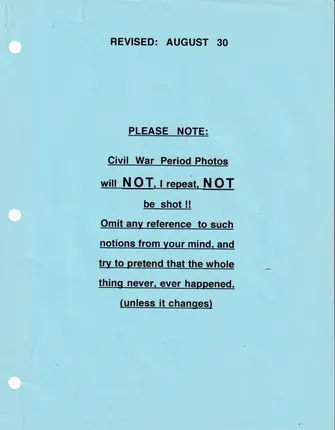 REVISED: AUGUST 30
PLEASE NOTE:
Civil War Period Photos
will NOT, I repeat, NOT
be shot !!
Omit any reference to such
notions from your mind, and
try to pretend that the whole
thing never, ever happened.
(unless it changes)